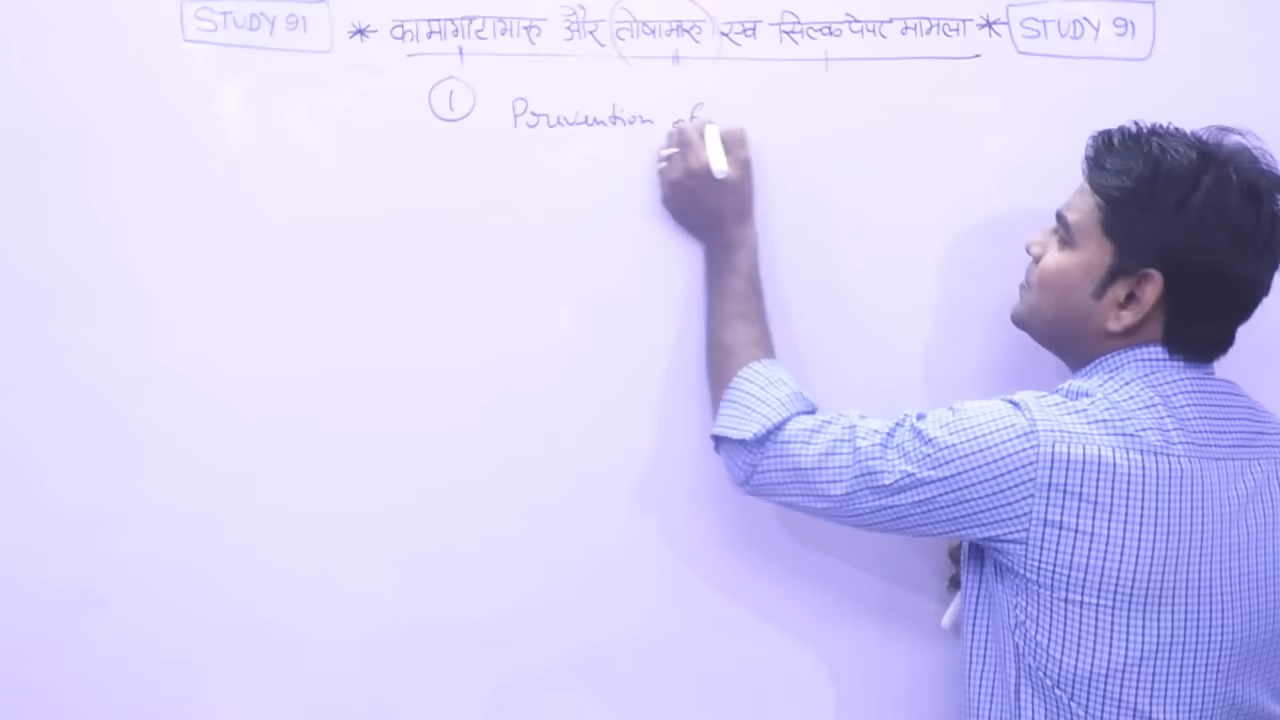 STUDY 91 * कामागाटामारू और तोषामारू एवं सिल्क पेपर मामला * STUDY 91
1 Prevention of